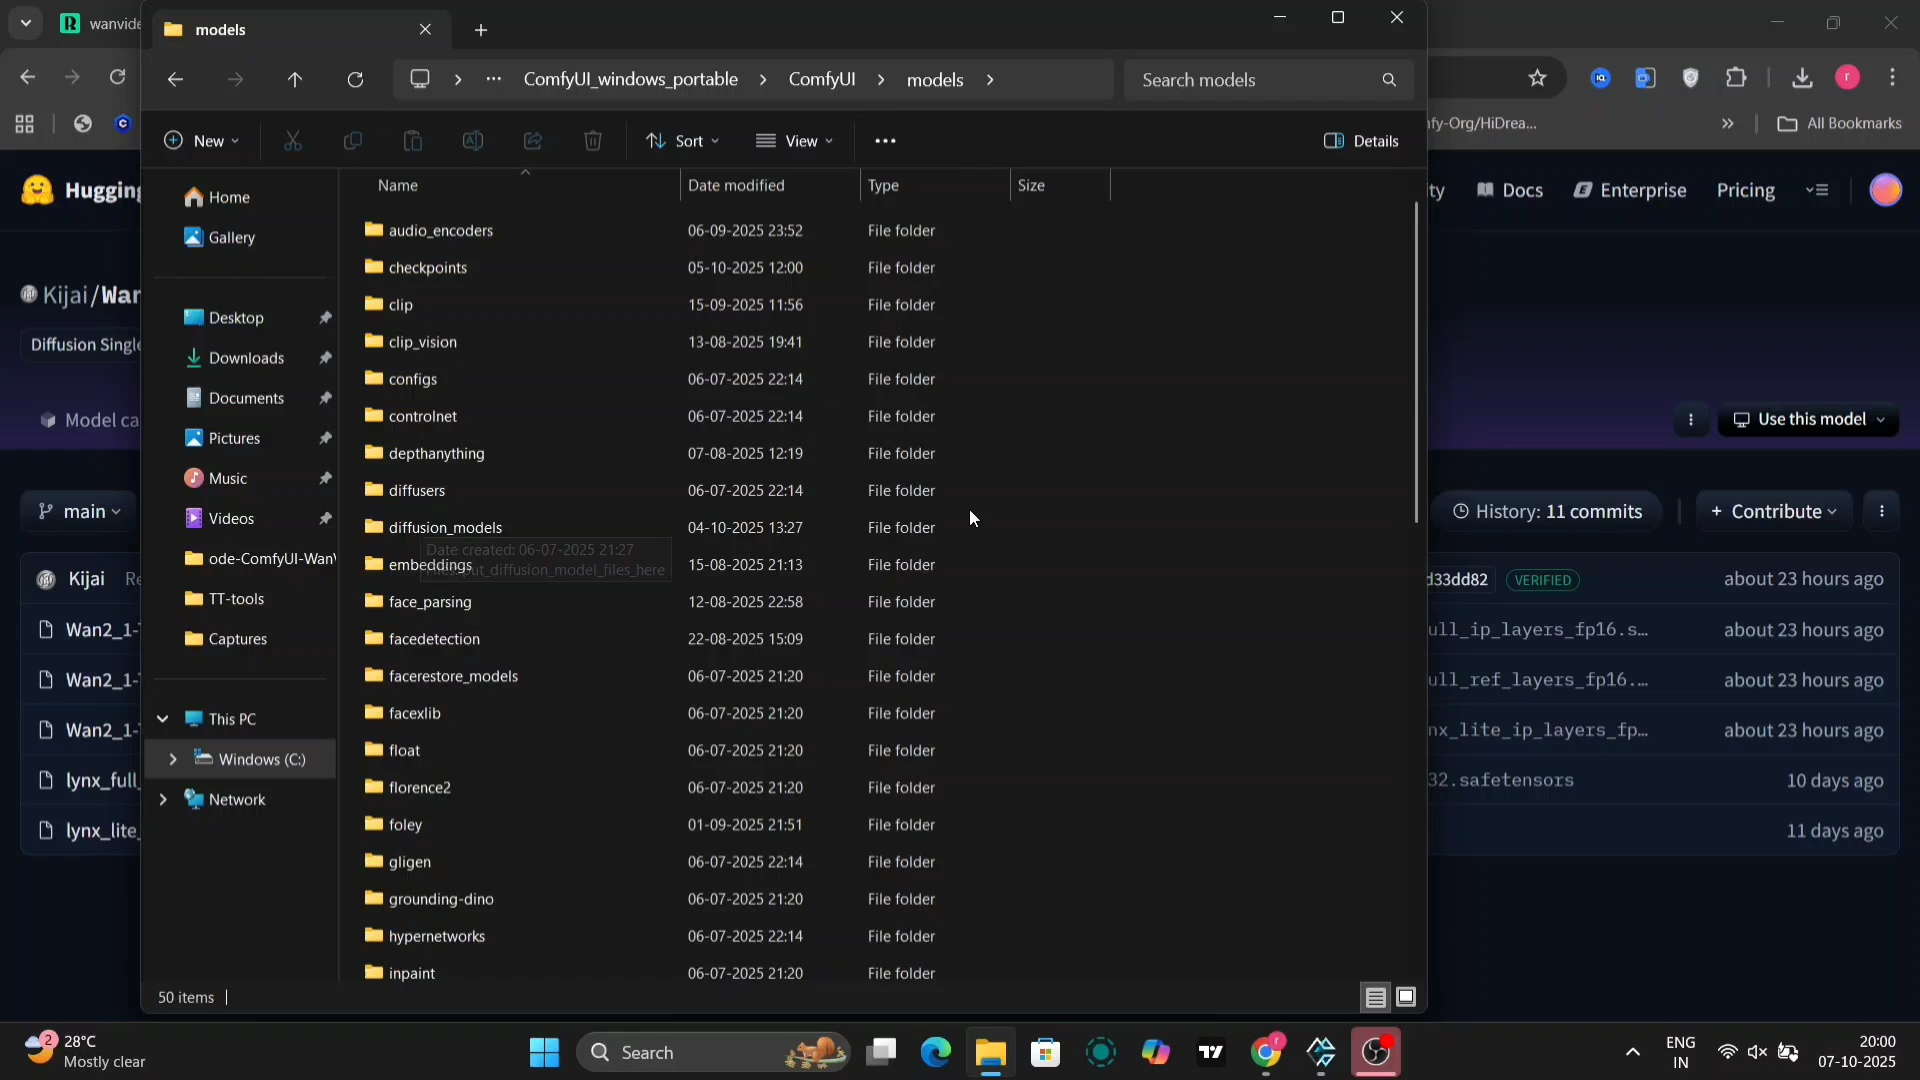 wanvide
models
ComfyUI_windows_portable
ComfyUI
models
Search models
fy-Org/HiDrea...
All Bookmarks
New
Sort
View
Details
Hugging
ty
Docs
Enterprise
Pricing
Name
Date modified
Type
Size
Home
Gallery
Desktop
Downloads
Documents
Pictures
Music
Videos
ode-ComfyUI-WanV
TT-tools
Captures
This PC
Windows (C:)
Network
audio_encoders 06-09-2025 23:52 File folder
checkpoints 05-10-2025 12:00 File folder
clip 15-09-2025 11:56 File folder
clip_vision 13-08-2025 19:41 File folder
configs 06-07-2025 22:14 File folder
controlnet 06-07-2025 22:14 File folder
depthanything 07-08-2025 12:19 File folder
diffusers 06-07-2025 22:14 File folder
diffusion_models 04-10-2025 13:27 File folder
Date created: 06-07-2025 21:27
embeddings 15-08-2025 21:13 File folder
put_diffusion_model_files_here
face_parsing 12-08-2025 22:58 File folder
facedetection 22-08-2025 15:09 File folder
facerestore_models 06-07-2025 21:20 File folder
facexlib 06-07-2025 21:20 File folder
float 06-07-2025 21:20 File folder
florence2 06-07-2025 21:20 File folder
foley 01-09-2025 21:51 File folder
gligen 06-07-2025 22:14 File folder
grounding-dino 06-07-2025 21:20 File folder
hypernetworks 06-07-2025 22:14 File folder
inpaint 06-07-2025 21:20 File folder
50 items
Kijai/Wan
Diffusion Single
Model ca
Use this model
main
History: 11 commits
+ Contribute
Kijai Re
d33dd82 VERIFIED about 23 hours ago
Wan2_1-
ull_ip_layers_fp16.s... about 23 hours ago
Wan2_1-
ull_ref_layers_fp16.... about 23 hours ago
Wan2_1-
nx_lite_ip_layers_fp... about 23 hours ago
lynx_full_
32.safetensors 10 days ago
lynx_lite_
11 days ago
2
28°C
Mostly clear
Search
ENG
IN
20:00
07-10-2025